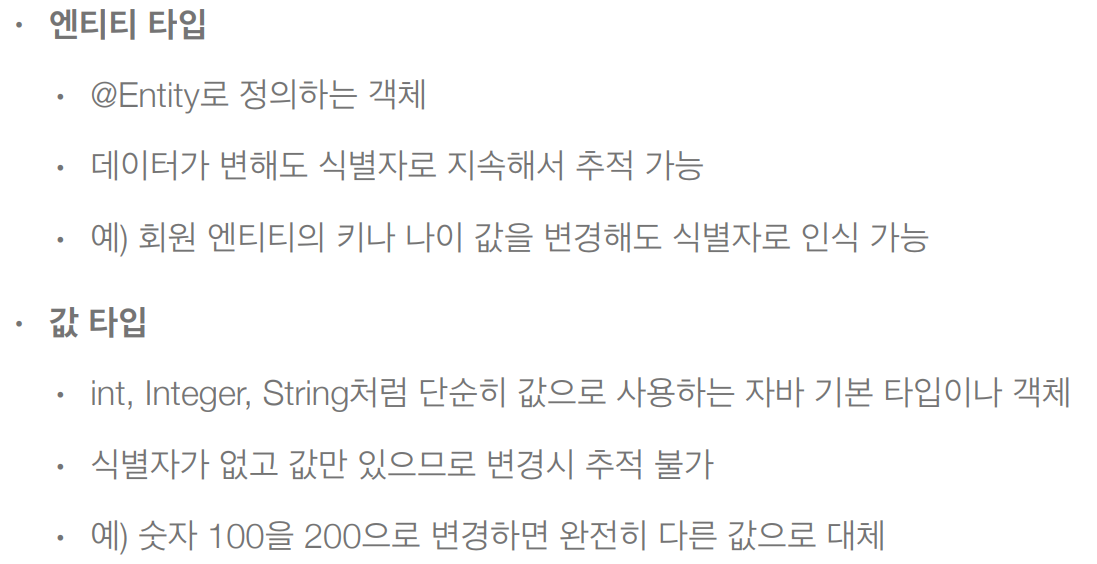 • 엔티티 타입
• @Entity로 정의하는 객체
• 데이터가 변해도 식별자로 지속해서 추적 가능
• 예) 회원 엔티티의 키나 나이 값을 변경해도 식별자로 인식 가능
• 값 타입
• int, Integer, String처럼 단순히 값으로 사용하는 자바 기본 타입이나 객체
• 식별자가 없고 값만 있으므로 변경시 추적 불가
• 예) 숫자 100을 200으로 변경하면 완전히 다른 값으로 대체